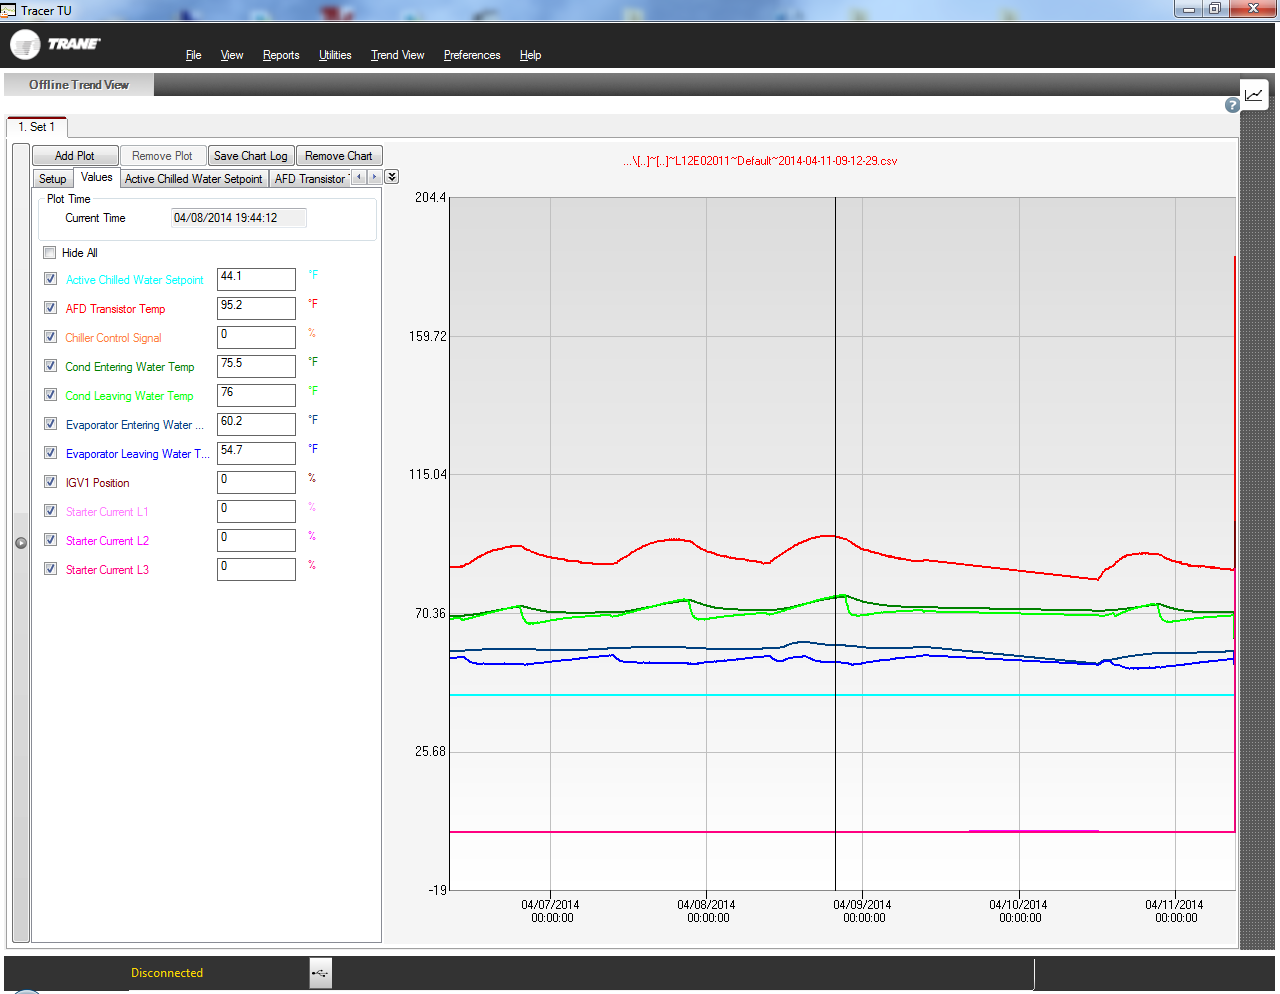 Tracer TU
TRANE
File View Reports Utilities Trend View Preferences Help
Offline Trend View
?
1. Set 1
Add Plot Remove Plot Save Chart Log Remove Chart
Setup Values Active Chilled Water Setpoint AFD Transistor
Plot Time
Current Time 04/08/2014 19:44:12
Hide All
Active Chilled Water Setpoint 44.1 °F
AFD Transistor Temp 95.2 °F
Chiller Control Signal 0 %
Cond Entering Water Temp 75.5 °F
Cond Leaving Water Temp 76 °F
Evaporator Entering Water ... 60.2 °F
Evaporator Leaving Water T... 54.7 °F
IGV1 Position 0 %
Starter Current L1 0 %
Starter Current L2 0 %
Starter Current L3 0 %
...\[..]~[..]~L12E02011~Default~2014-04-11-09-12-29.csv
204.4
159.72
115.04
70.36
25.68
-19
04/07/2014 04/08/2014 04/09/2014 04/10/2014 04/11/2014
00:00:00 00:00:00 00:00:00 00:00:00 00:00:00
Disconnected